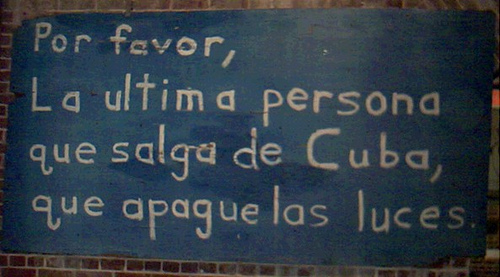 Por favor,
La ultima persona
que salga de Cuba,
que apague las luces.